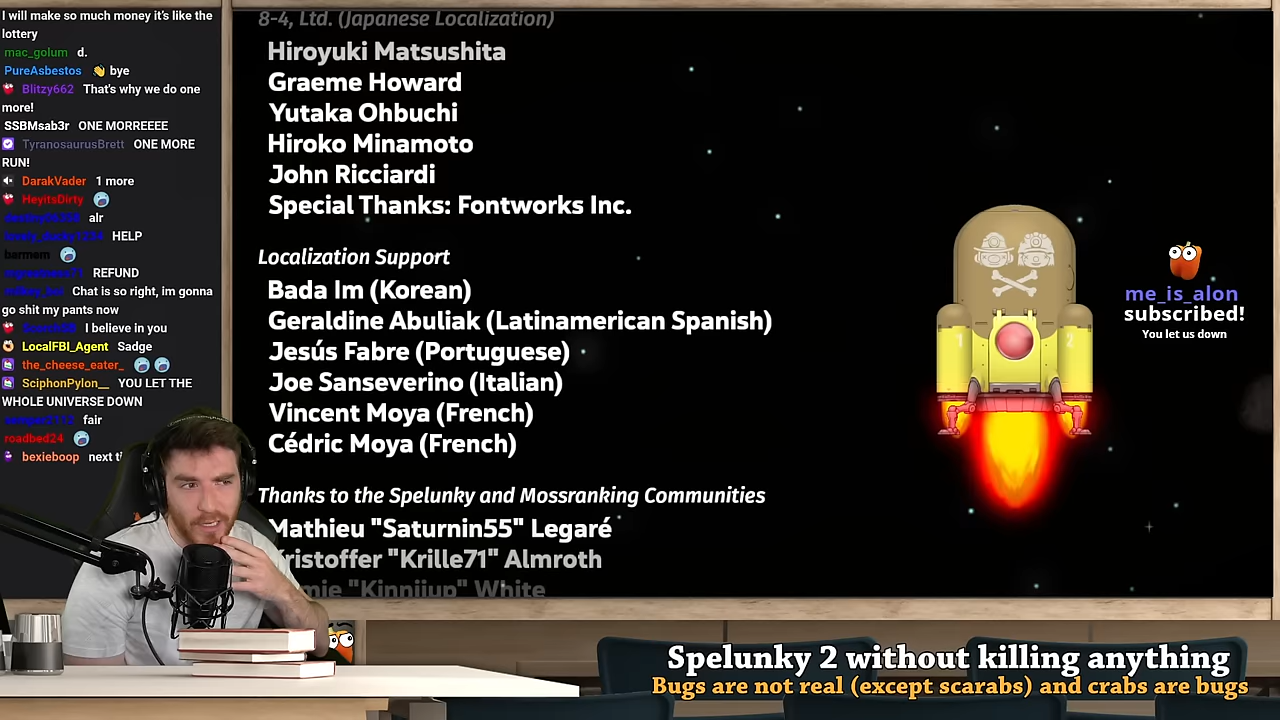 I will make so much money it's like the
lottery
mac_golum d.
PureAsbestos 👋 bye
Blitzy662 That's why we do one
more!
SSBMsab3r ONE MORREEEE
TyranosaurusBrett ONE MORE
RUN!
DarakVader 1 more
HeyitsDirty
alr
HELP
barmem
REFUND
Chat is so right, im gonna
go shit my pants now
I believe in you
LocalFBI_Agent Sadge
the_cheese_eater_
SciphonPylon__ YOU LET THE
WHOLE UNIVERSE DOWN
fair
roadbed24
bexieboop next
8-4, Ltd. (Japanese Localization)
Hiroyuki Matsushita
Graeme Howard
Yutaka Ohbuchi
Hiroko Minamoto
John Ricciardi
Special Thanks: Fontworks Inc.
Localization Support
Bada Im (Korean)
Geraldine Abuliak (Latinamerican Spanish)
Jesús Fabre (Portuguese)
Joe Sanseverino (Italian)
Vincent Moya (French)
Cédric Moya (French)
Thanks to the Spelunky and Mossranking Communities
Mathieu "Saturnin55" Legaré
Kristoffer "Krille71" Almroth
"Kinnijup" White
1 2
me_is_alon
subscribed!
You let us down
Spelunky 2 without killing anything
Bugs are not real (except scarabs) and crabs are bugs